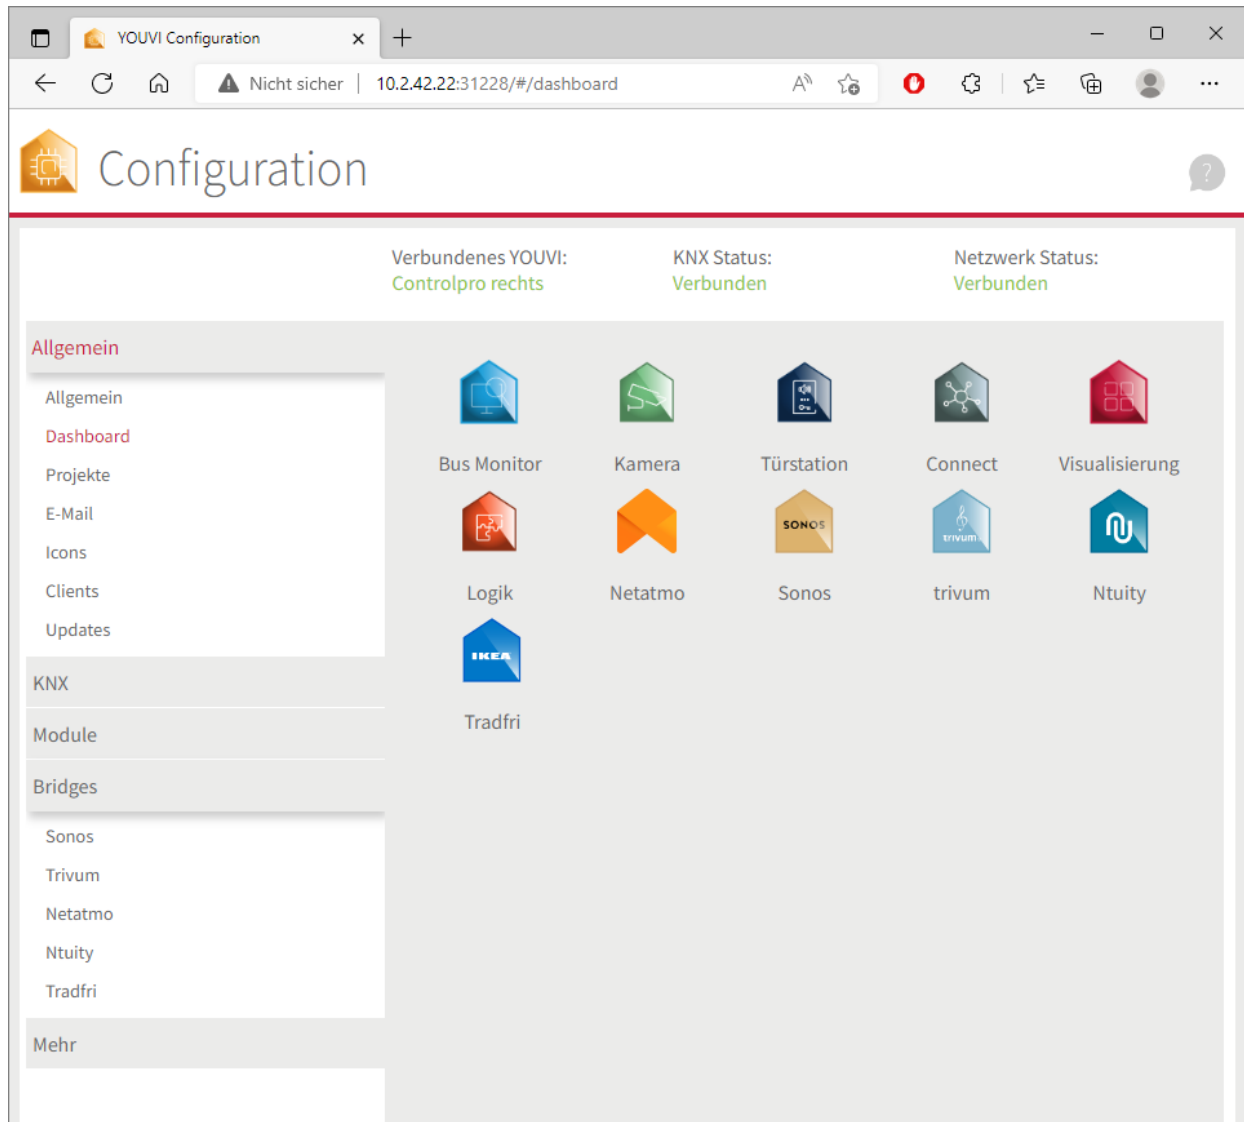 YOUVI Configuration
Nicht sicher | 10.2.42.22:31228/#/dashboard
Configuration
?
Verbundenes YOUVI: KNX Status: Netzwerk Status:
Controlpro rechts Verbunden Verbunden
Allgemein
Allgemein
Dashboard
Projekte
E-Mail
Icons
Clients
Updates
KNX
Module
Bridges
Sonos
Trivum
Netatmo
Ntuity
Tradfri
Mehr
Bus Monitor Kamera Türstation Connect Visualisierung
SONOS trivum
Logik Netatmo Sonos trivum Ntuity
IKEA
Tradfri